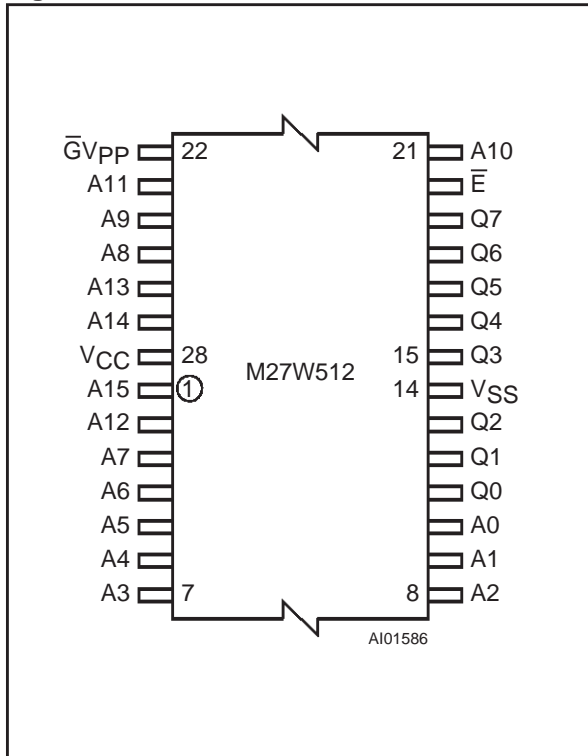 G̅VPP 22 21 A10
A11 E̅
A9 Q7
A8 Q6
A13 Q5
A14 Q4
VCC 28 15 Q3
M27W512
A15 1 14 VSS
A12 Q2
A7 Q1
A6 Q0
A5 A0
A4 A1
A3 7 8 A2
AI01586